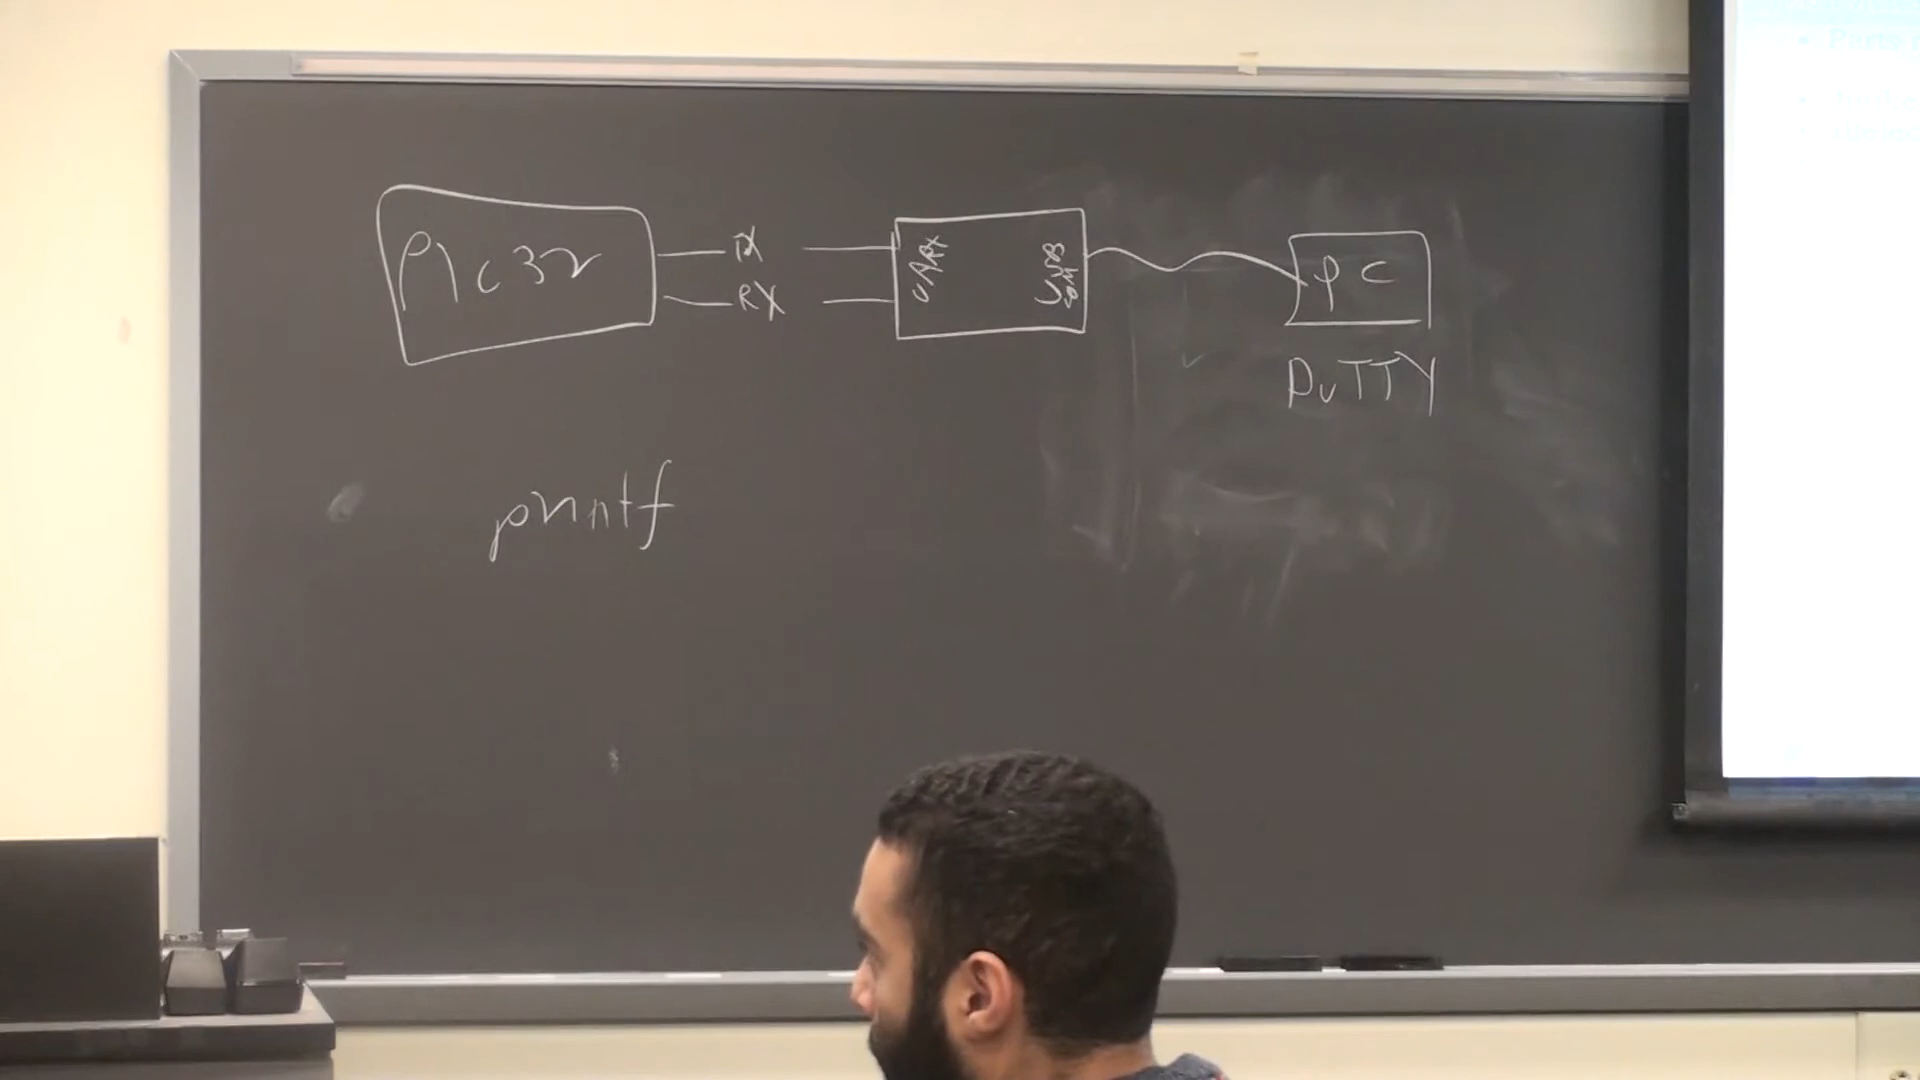 PIC32
TX
RX
UART
USB
COM
PC
PuTTY
printf